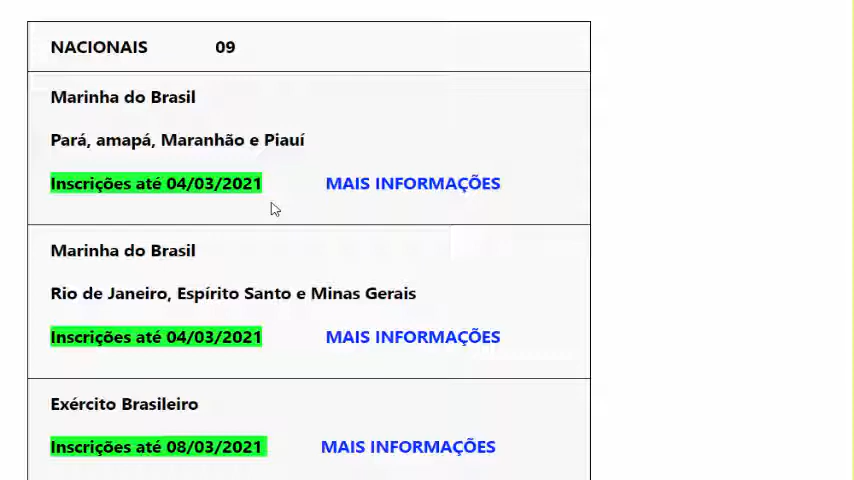 NACIONAIS 09
Marinha do Brasil
Pará, amapá, Maranhão e Piauí
Inscrições até 04/03/2021 MAIS INFORMAÇÕES
Marinha do Brasil
Rio de Janeiro, Espírito Santo e Minas Gerais
Inscrições até 04/03/2021 MAIS INFORMAÇÕES
Exército Brasileiro
Inscrições até 08/03/2021 MAIS INFORMAÇÕES